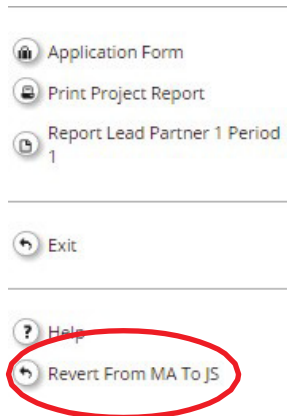 Application Form
Print Project Report
Report Lead Partner 1 Period
1
Exit
Help
Revert From MA To JS